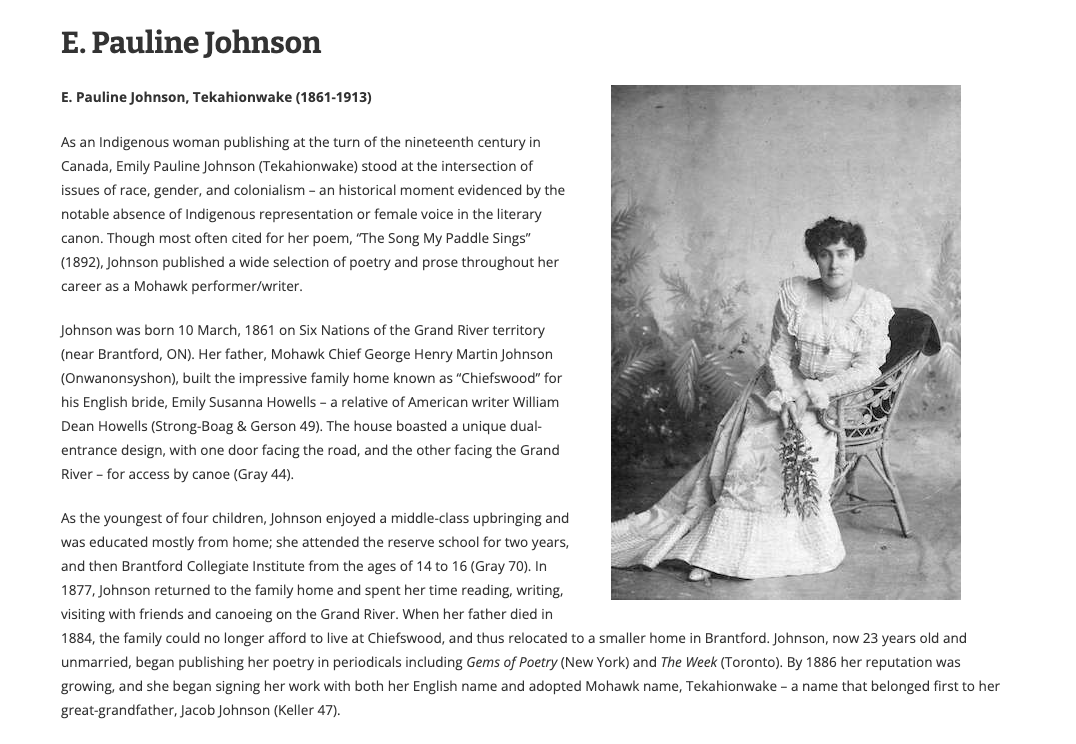 E. Pauline Johnson
E. Pauline Johnson, Tekahionwake (1861-1913)
As an Indigenous woman publishing at the turn of the nineteenth century in
Canada, Emily Pauline Johnson (Tekahionwake) stood at the intersection of
issues of race, gender, and colonialism – an historical moment evidenced by the
notable absence of Indigenous representation or female voice in the literary
canon. Though most often cited for her poem, “The Song My Paddle Sings”
(1892), Johnson published a wide selection of poetry and prose throughout her
career as a Mohawk performer/writer.
Johnson was born 10 March, 1861 on Six Nations of the Grand River territory
(near Brantford, ON). Her father, Mohawk Chief George Henry Martin Johnson
(Onwanonsyshon), built the impressive family home known as “Chiefswood” for
his English bride, Emily Susanna Howells – a relative of American writer William
Dean Howells (Strong-Boag & Gerson 49). The house boasted a unique dual-
entrance design, with one door facing the road, and the other facing the Grand
River – for access by canoe (Gray 44).
As the youngest of four children, Johnson enjoyed a middle-class upbringing and
was educated mostly from home; she attended the reserve school for two years,
and then Brantford Collegiate Institute from the ages of 14 to 16 (Gray 70). In
1877, Johnson returned to the family home and spent her time reading, writing,
visiting with friends and canoeing on the Grand River. When her father died in
1884, the family could no longer afford to live at Chiefswood, and thus relocated to a smaller home in Brantford. Johnson, now 23 years old and
unmarried, began publishing her poetry in periodicals including Gems of Poetry (New York) and The Week (Toronto). By 1886 her reputation was
growing, and she began signing her work with both her English name and adopted Mohawk name, Tekahionwake – a name that belonged first to her
great-grandfather, Jacob Johnson (Keller 47).